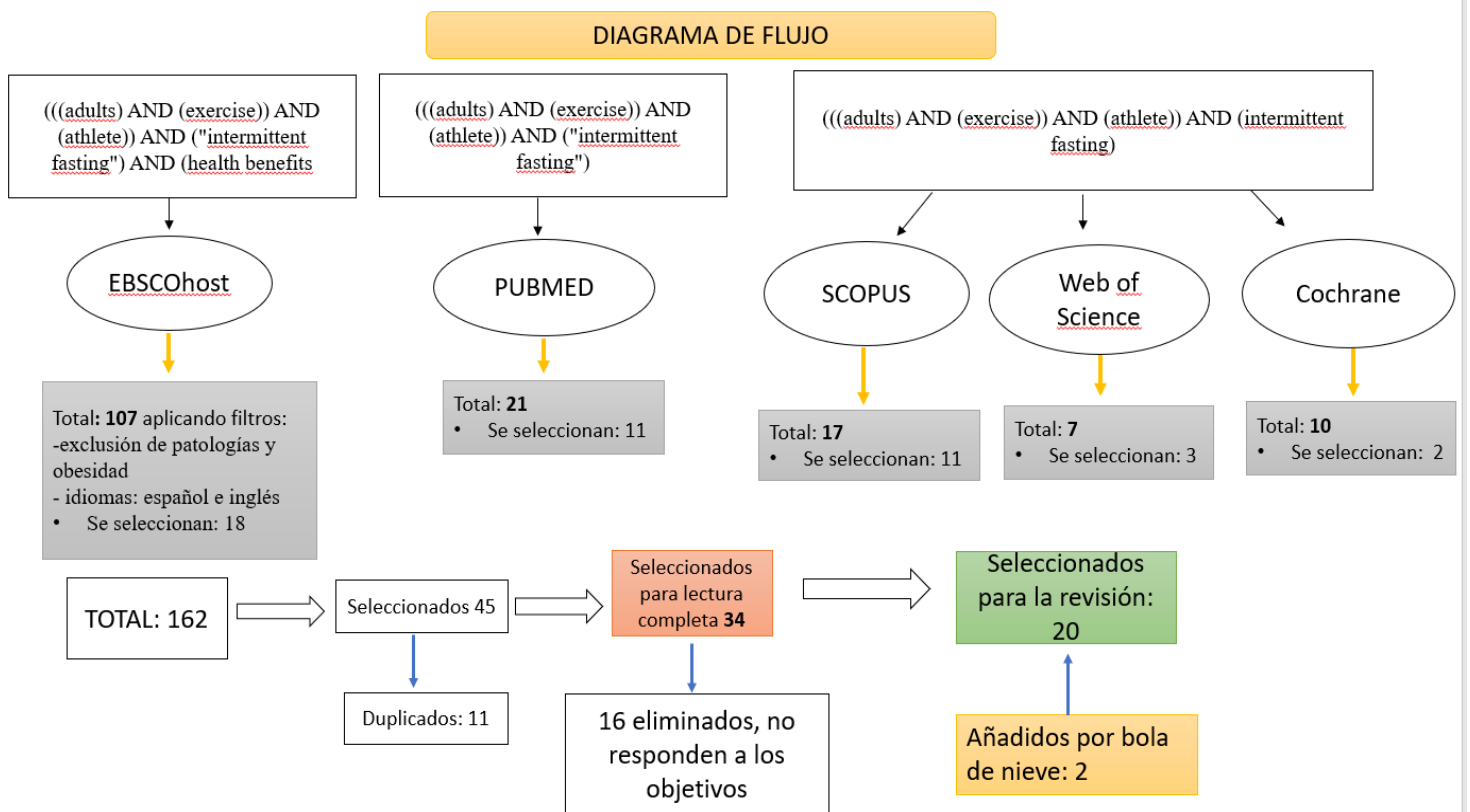 DIAGRAMA DE FLUJO
(((adults) AND (exercise)) AND
(athlete)) AND ("intermittent
fasting") AND (health benefits
(((adults) AND (exercise)) AND
(athlete)) AND ("intermittent
fasting")
(((adults) AND (exercise)) AND (athlete)) AND (intermittent
fasting)
EBSCOhost
PUBMED
SCOPUS
Web of
Science
Cochrane
Total: 107 aplicando filtros:
-exclusión de patologías y
obesidad
- idiomas: español e inglés
• Se seleccionan: 18
Total: 21
• Se seleccionan: 11
Total: 17
• Se seleccionan: 11
Total: 7
• Se seleccionan: 3
Total: 10
• Se seleccionan: 2
TOTAL: 162
Seleccionados 45
Duplicados: 11
Seleccionados
para lectura
completa 34
16 eliminados, no
responden a los
objetivos
Seleccionados
para la revisión:
20
Añadidos por bola
de nieve: 2